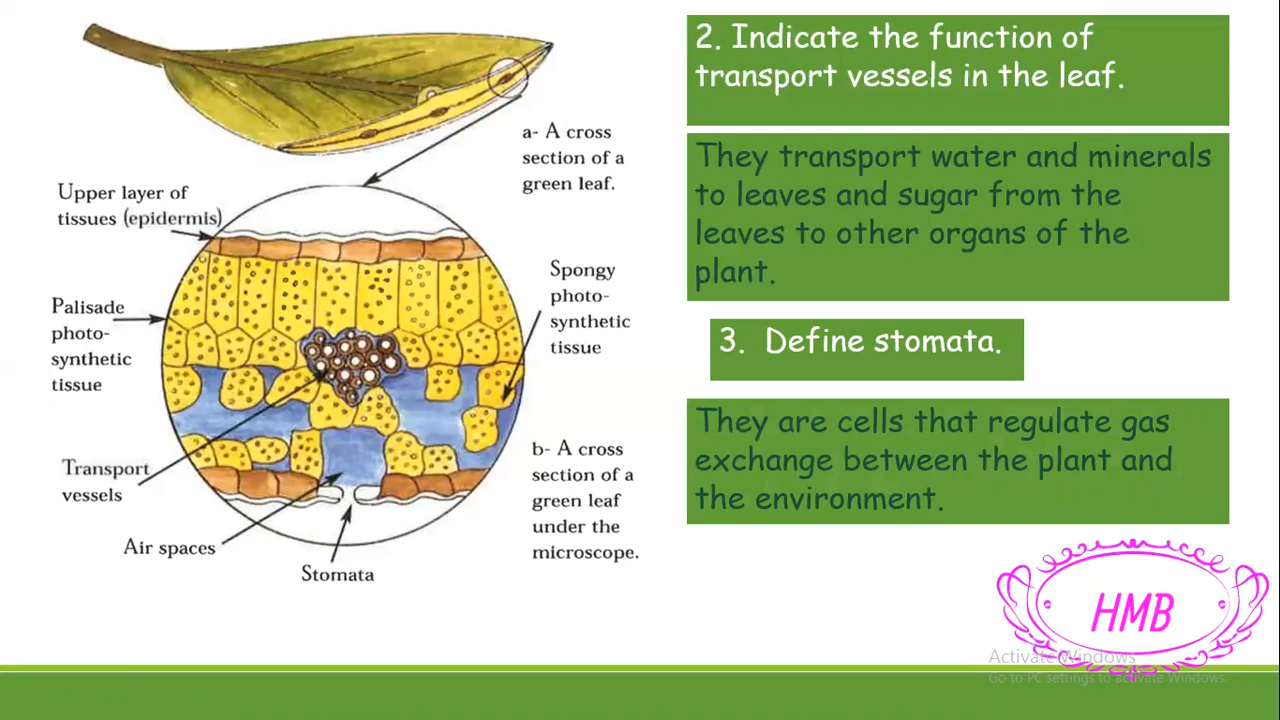 a- A cross
section of a
green leaf.
Upper layer of
tissues (epidermis)
Palisade
photo-
synthetic
tissue
Spongy
photo-
synthetic
tissue
Transport
vessels
Air spaces
Stomata
b- A cross
section of a
green leaf
under the
microscope.
2. Indicate the function of
transport vessels in the leaf.
They transport water and minerals
to leaves and sugar from the
leaves to other organs of the
plant.
3. Define stomata.
They are cells that regulate gas
exchange between the plant and
the environment.
HMB
Activate Windows
Go to PC settings to activate Windows.